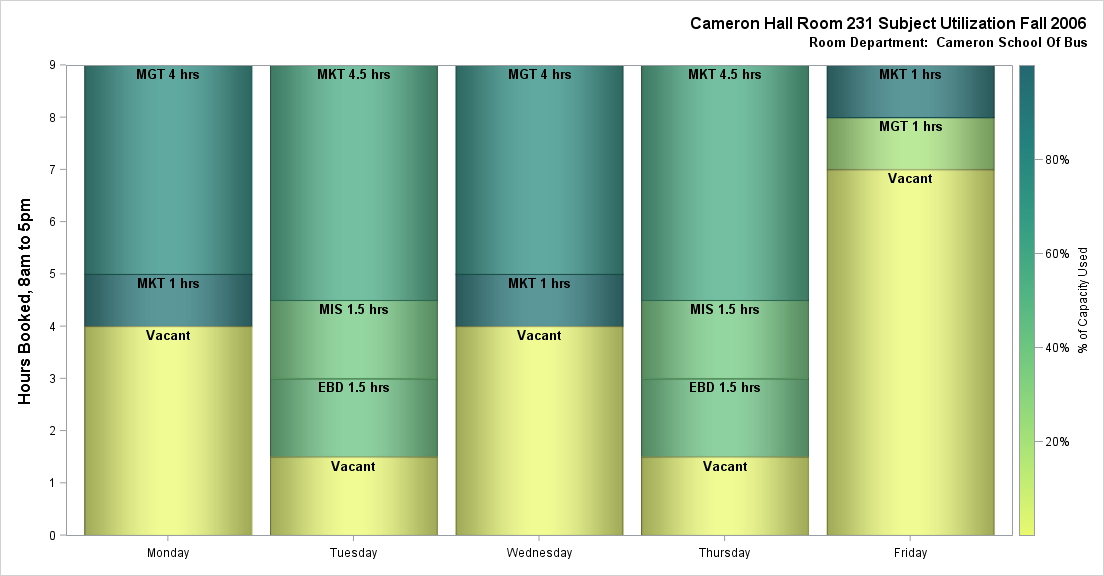 Cameron Hall Room 231 Subject Utilization Fall 2006
Room Department:  Cameron School Of Bus
Hours Booked, 8am to 5pm
9
8
7
6
5
4
3
2
1
0
MGT 4 hrs
MKT 1 hrs
Vacant
MKT 4.5 hrs
MIS 1.5 hrs
EBD 1.5 hrs
Vacant
MGT 4 hrs
MKT 1 hrs
Vacant
MKT 4.5 hrs
MIS 1.5 hrs
EBD 1.5 hrs
Vacant
MKT 1 hrs
MGT 1 hrs
Vacant
Monday
Tuesday
Wednesday
Thursday
Friday
80%
60%
40%
20%
% of Capacity Used